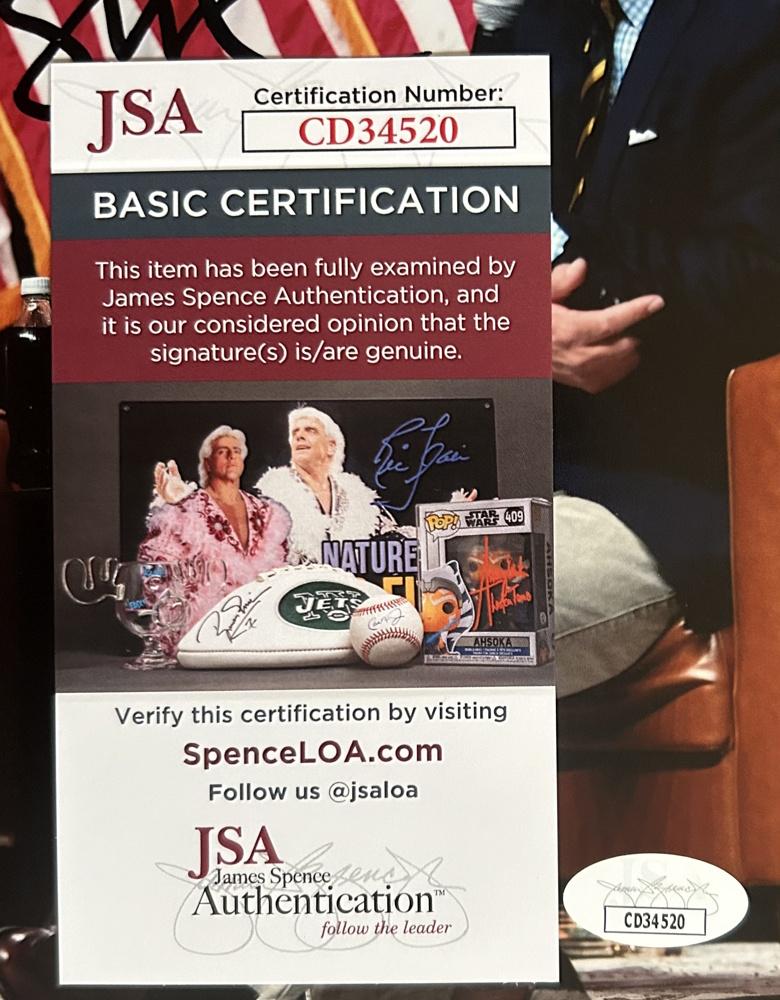 JSA
Certification Number:
CD34520
BASIC CERTIFICATION
This item has been fully examined by
James Spence Authentication, and
it is our considered opinion that the
signature(s) is/are genuine.
NATURE
POP!
STAR
WARS
409
JETS
AHSOKA
Verify this certification by visiting
SpenceLOA.com
Follow us @jsaloa
JSA
James Spence
Authentication™
follow the leader
CD34520